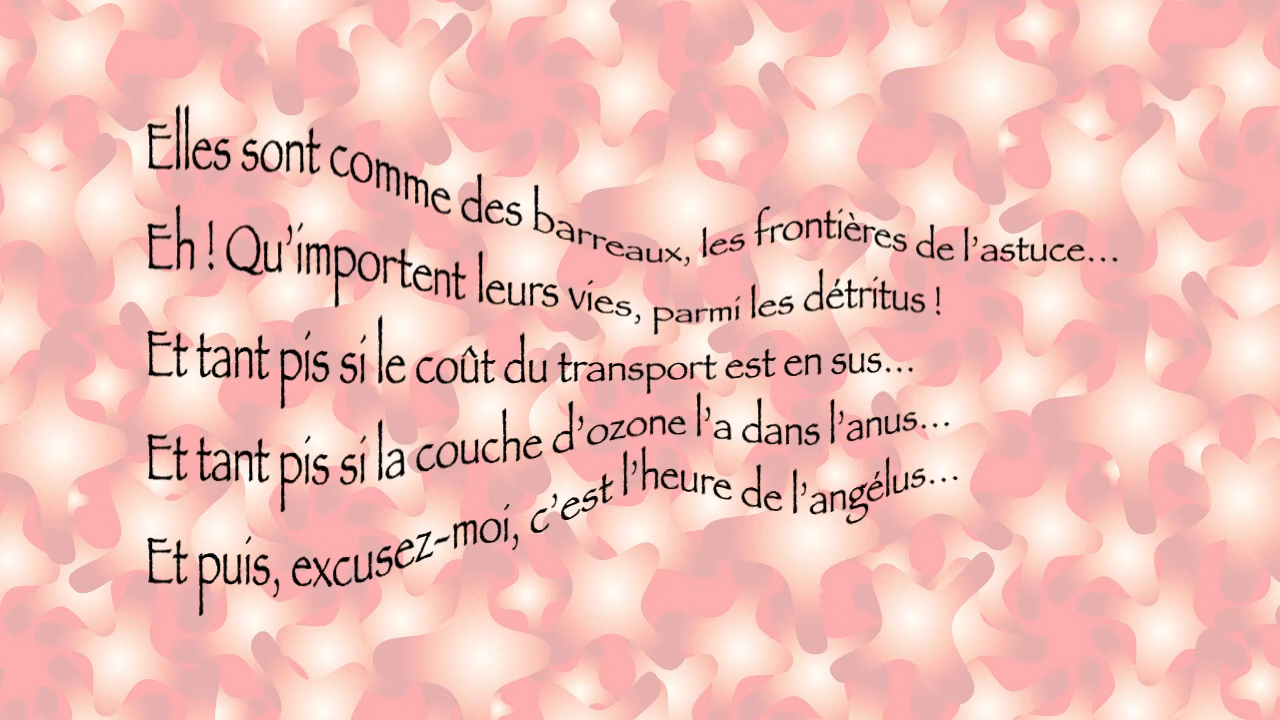 Elles sont comme des barreaux, les frontières de l’astuce…
Eh ! Qu’importent leurs vies, parmi les détritus !
Et tant pis si le coût du transport est en sus…
Et tant pis si la couche d’ozone l’a dans l’anus…
Et puis, excusez-moi, c’est l’heure de l’angélus…